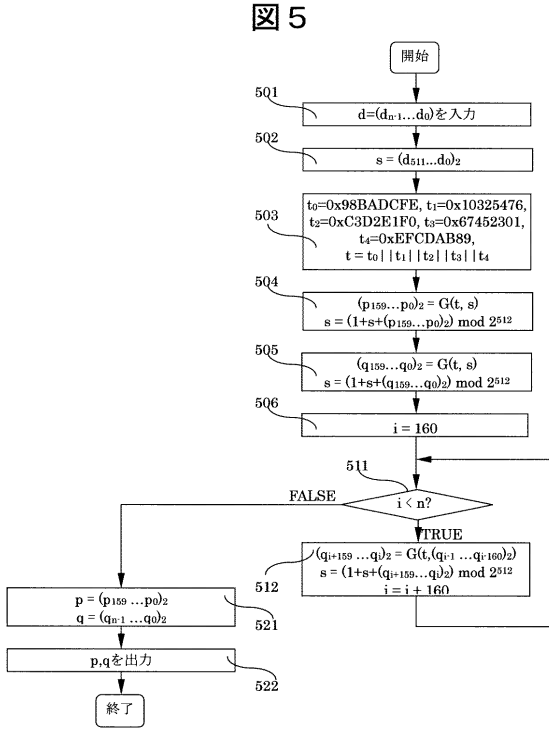 図５
開始
501
d=(dn-1…d0)を入力
502
s = (d511…d0)2
503
t0=0x98BADCFE, t1=0x10325476,
t2=0xC3D2E1F0, t3=0x67452301,
t4=0xEFCDAB89,
t = t0||t1||t2||t3||t4
504
(p159…p0)2 = G(t, s)
s = (1+s+(p159…p0)2) mod 2^512
505
(q159…q0)2 = G(t, s)
s = (1+s+(q159…q0)2) mod 2^512
506
i = 160
511
i < n?
FALSE
TRUE
512
(qi+159 …qi)2 = G(t,(qi-1 …qi-160)2)
s = (1+s+(qi+159…qi)2) mod 2^512
i = i + 160
p = (p159 …p0)2
q = (qn-1 …q0)2
521
p,qを出力
522
終了